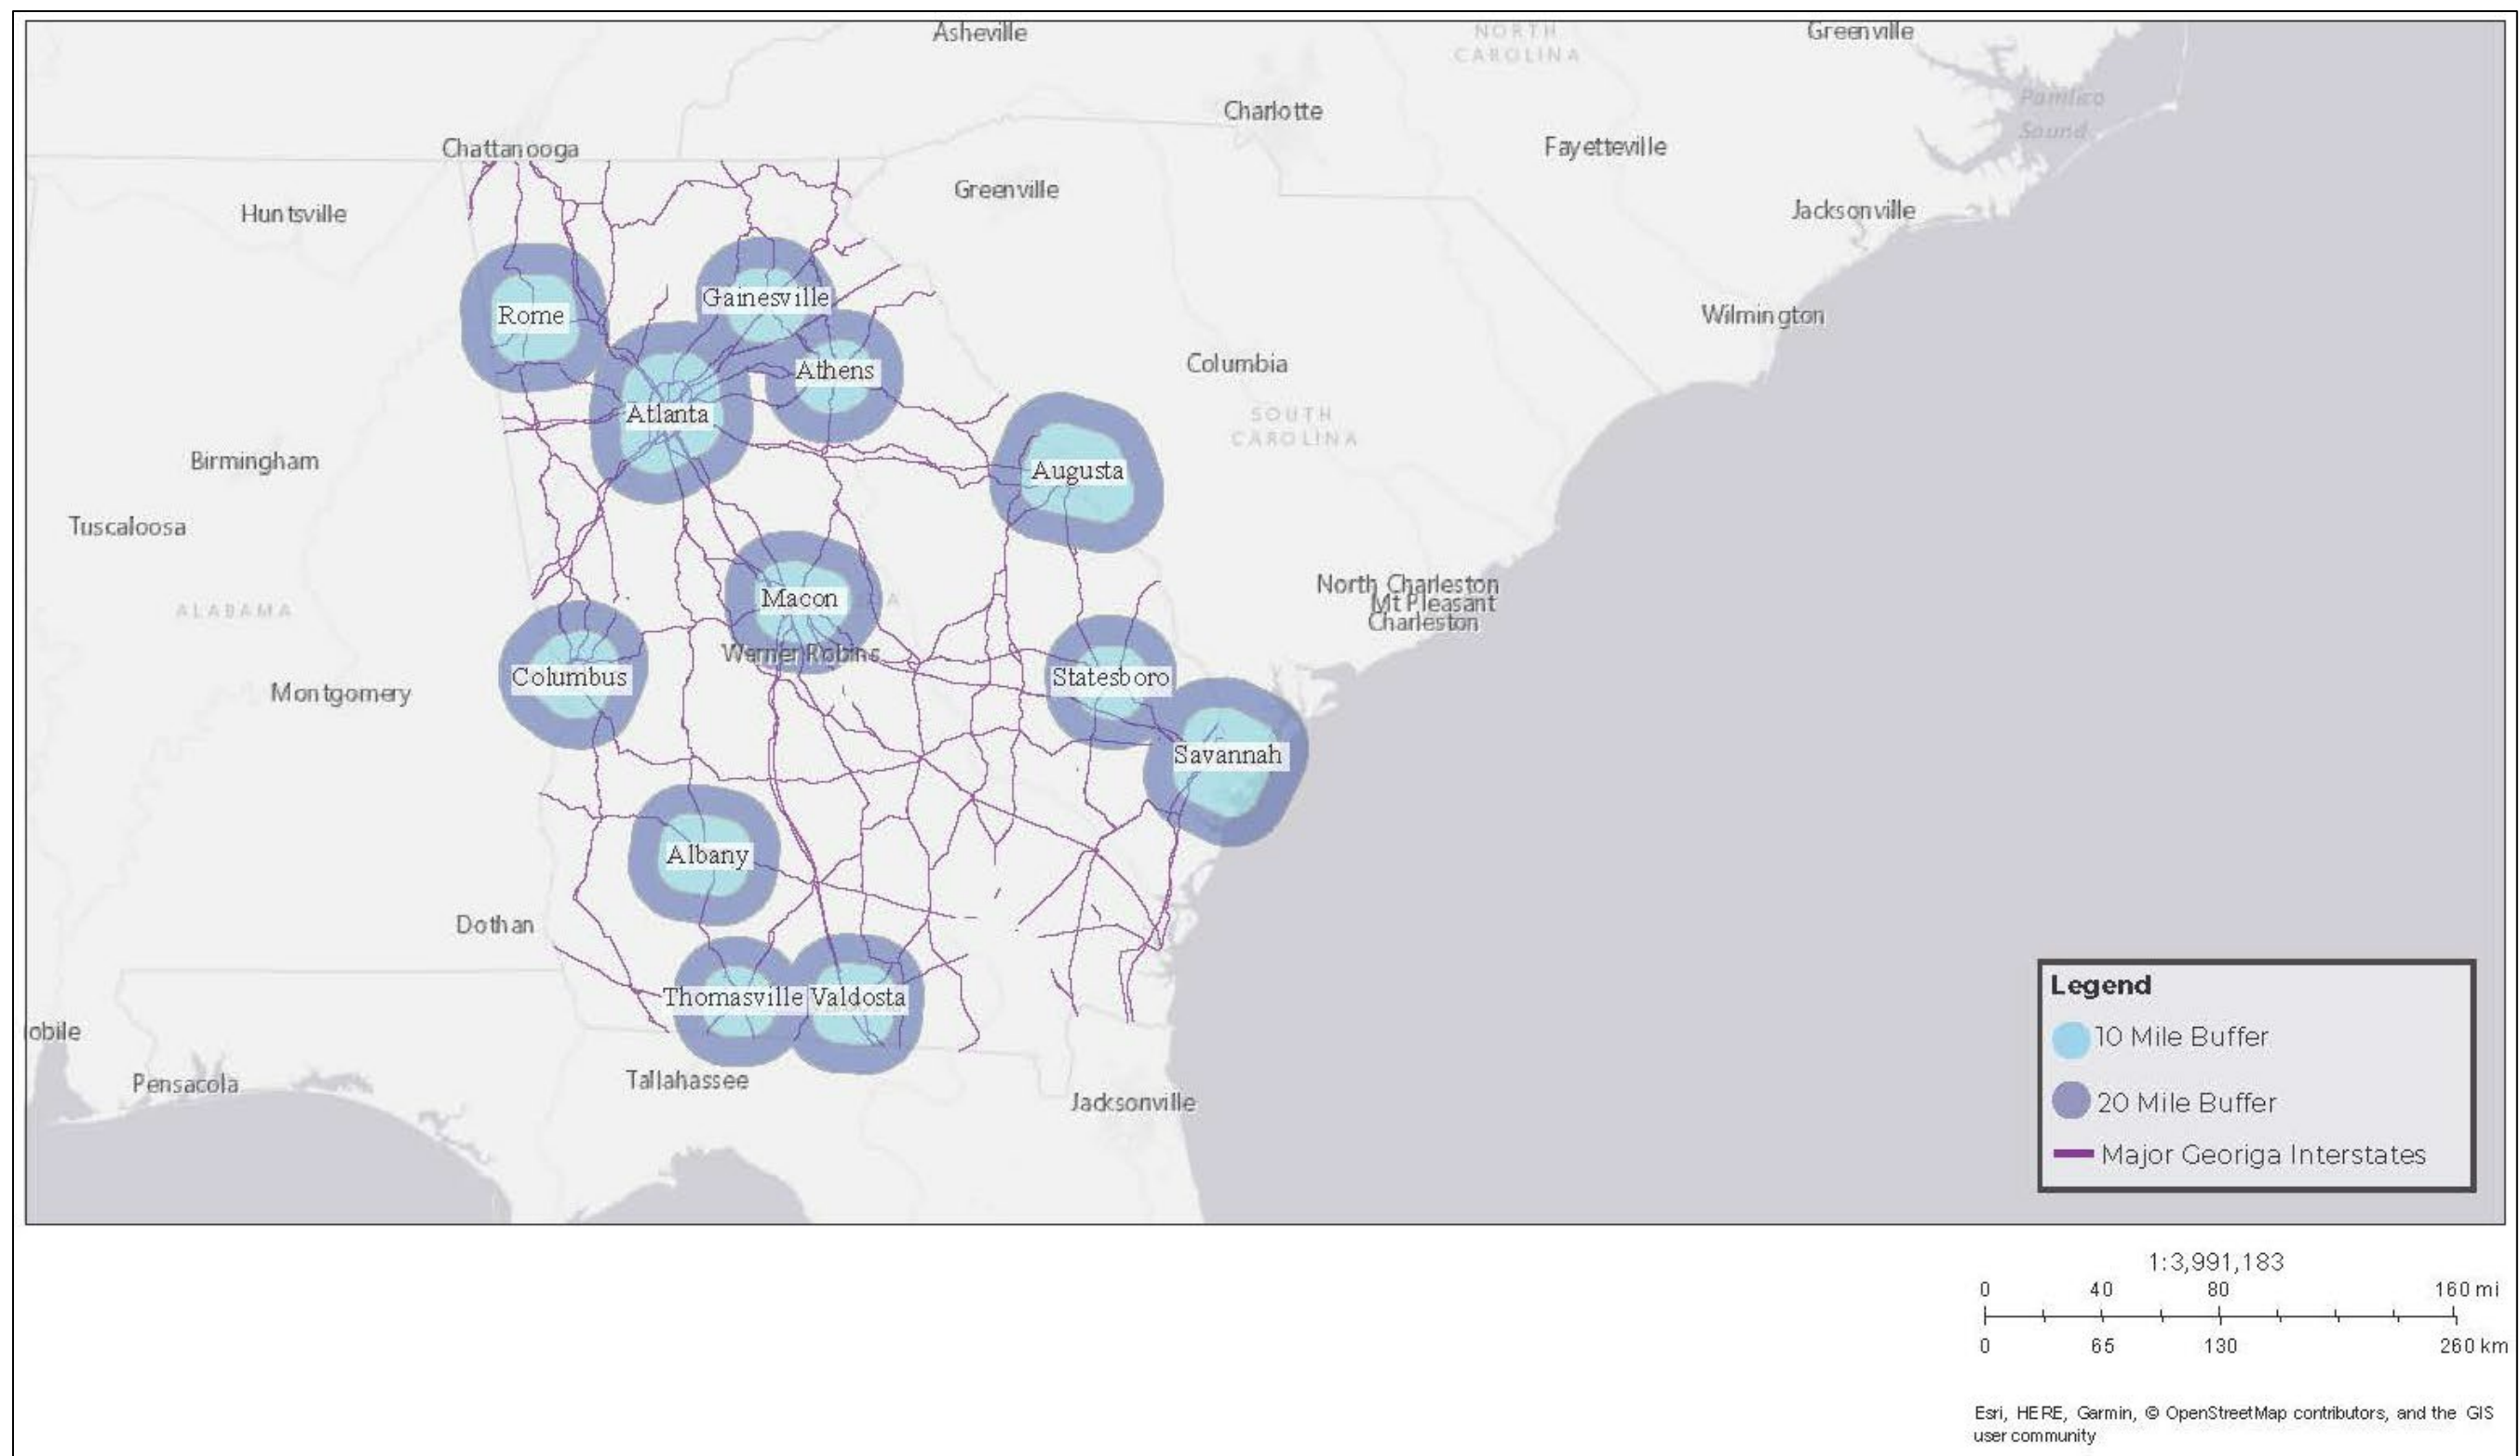 Asheville
NORTH
CAROLINA
Greenville
Pamlico
Sound
Charlotte
Chattanooga
Fayetteville
Greenville
Huntsville
Jacksonville
Gainesville
Rome
Wilmington
Athens
Columbia
Atlanta
SOUTH
CAROLINA
Birmingham
Augusta
Tuscaloosa
North Charleston
Mt Pleasant
Charleston
Macon
ALABAMA
Warner Robins
Columbus
Statesboro
Montgomery
Savannah
Albany
Dothan
Thomasville
Valdosta
obile
Pensacola
Tallahassee
Jacksonville
Legend
10 Mile Buffer
20 Mile Buffer
Major Georiga Interstates
1:3,991,183
0 40 80 160 mi
0 65 130 260 km
Esri, HERE, Garmin, © OpenStreetMap contributors, and the GIS
user community